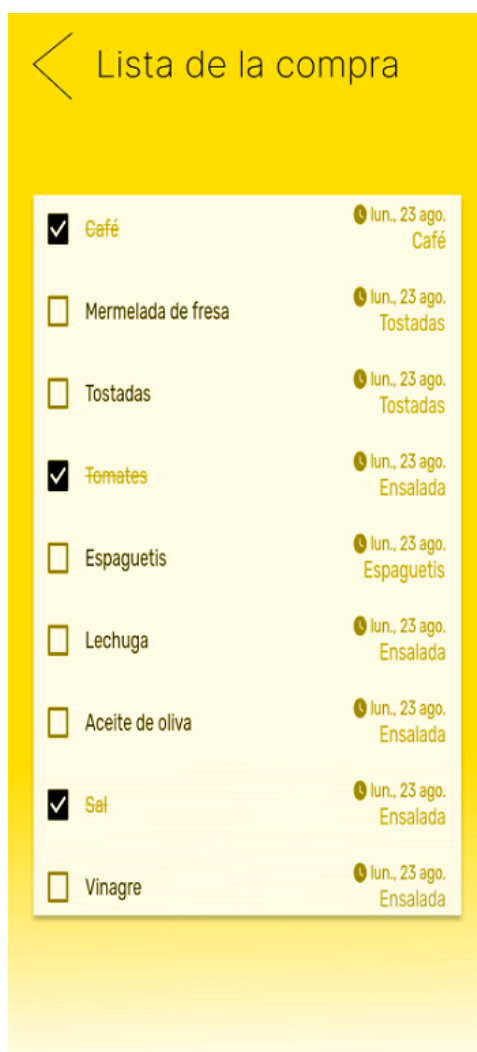 Lista de la compra
Café
lun., 23 ago.
Café
Mermelada de fresa
lun., 23 ago.
Tostadas
Tostadas
lun., 23 ago.
Tostadas
Tomates
lun., 23 ago.
Ensalada
Espaguetis
lun., 23 ago.
Espaguetis
Lechuga
lun., 23 ago.
Ensalada
Aceite de oliva
lun., 23 ago.
Ensalada
Sal
lun., 23 ago.
Ensalada
Vinagre
lun., 23 ago.
Ensalada